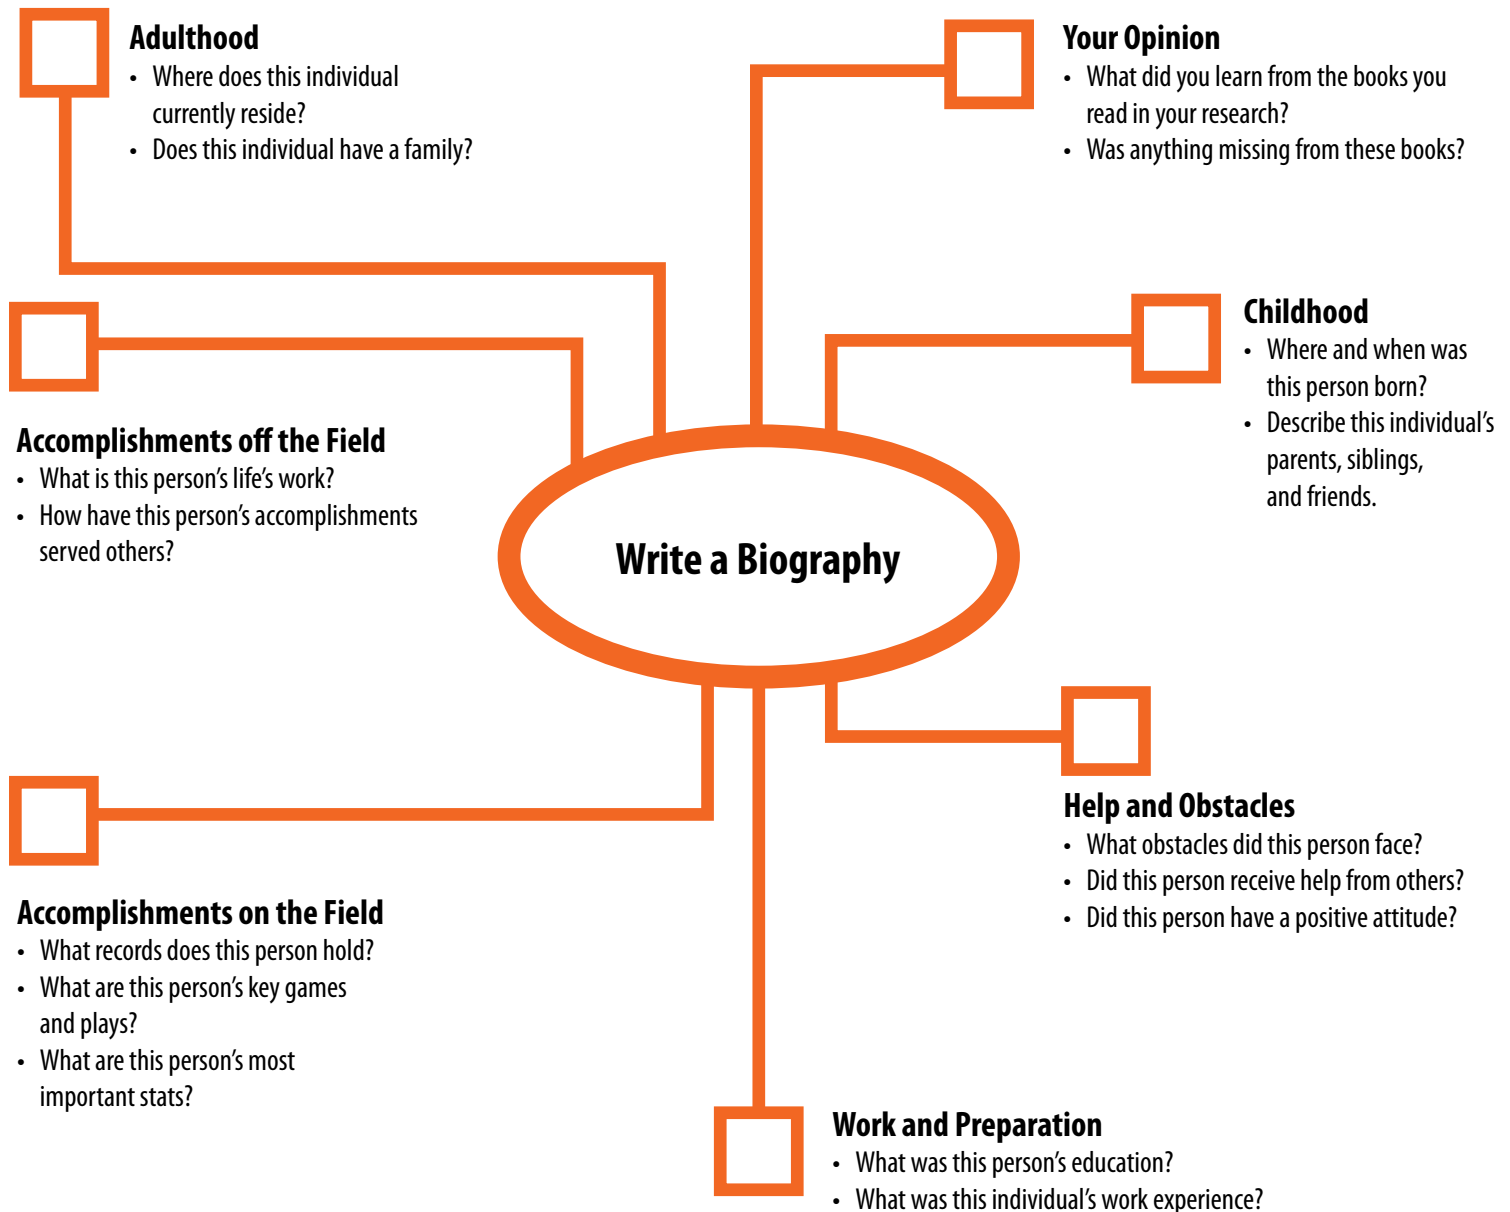 Adulthood
• Where does this individual
currently reside?
• Does this individual have a family?
Your Opinion
• What did you learn from the books you
read in your research?
• Was anything missing from these books?
Childhood
• Where and when was
this person born?
• Describe this individual's
parents, siblings,
and friends.
Accomplishments off the Field
• What is this person's life's work?
• How have this person's accomplishments
served others?
Write a Biography
Help and Obstacles
• What obstacles did this person face?
• Did this person receive help from others?
• Did this person have a positive attitude?
Accomplishments on the Field
• What records does this person hold?
• What are this person's key games
and plays?
• What are this person's most
important stats?
Work and Preparation
• What was this person's education?
• What was this individual's work experience?